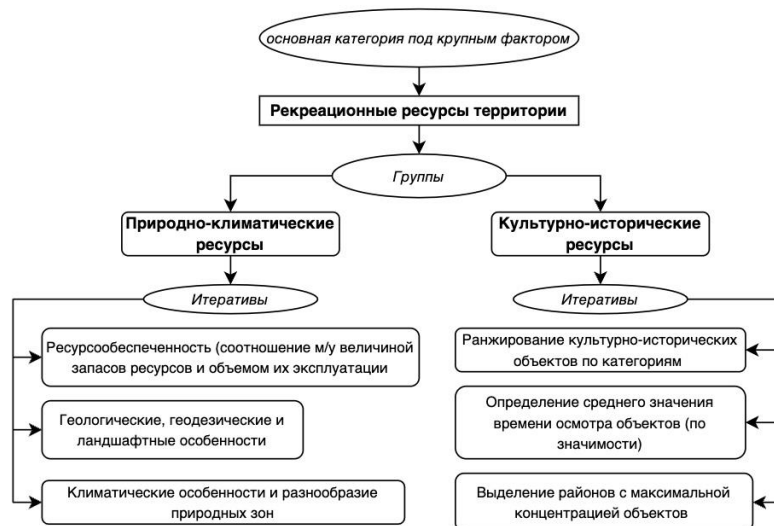 основная категория под крупным фактором
Рекреационные ресурсы территории
Группы
Природно-климатические
ресурсы
Культурно-исторические
ресурсы
Итеративы
Итеративы
Ресурсообеспеченность (соотношение м/у величиной
запасов ресурсов и объемом их эксплуатации
Ранжирование культурно-исторических
объектов по категориям
Геологические, геодезические и
ландшафтные особенности
Определение среднего значения
времени осмотра объектов (по
значимости)
Климатические особенности и разнообразие
природных зон
Выделение районов с максимальной
концентрацией объектов